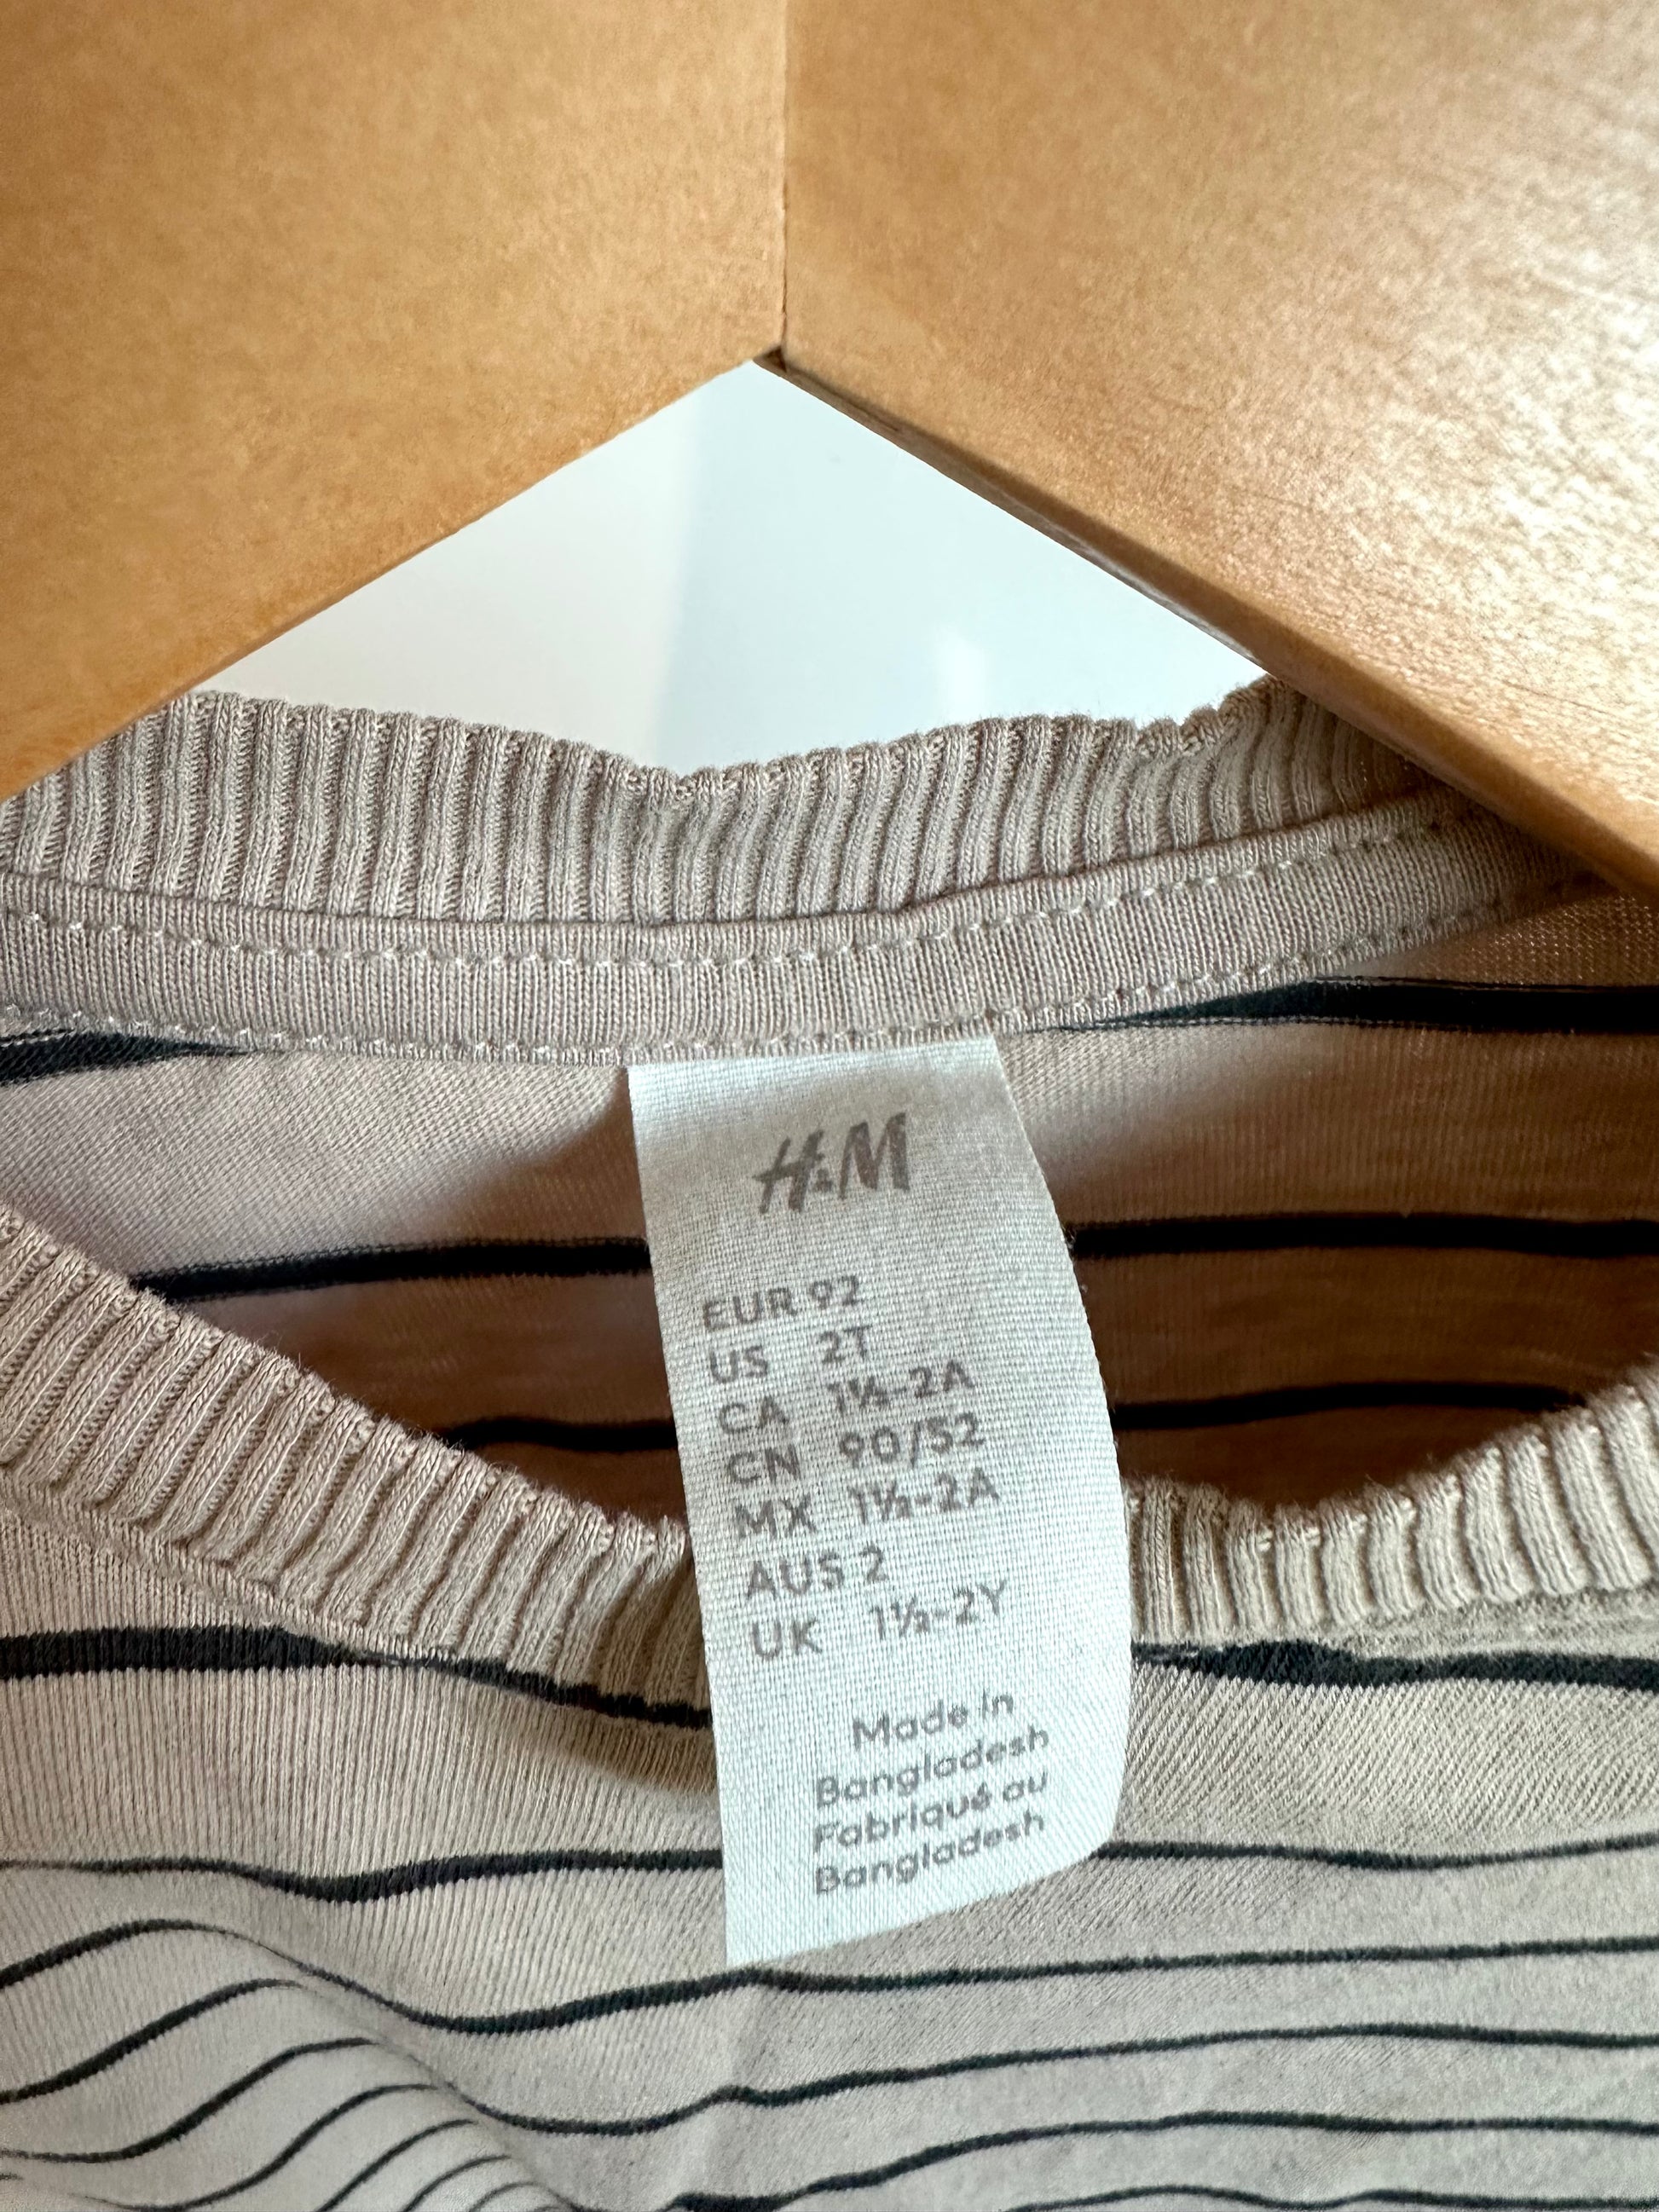 H&M
EUR 92
US 2T
CA 1½-2A
CN 90/52
MX 1½-2A
AUS 2
UK 1½-2Y
Made in
Bangladesh
Fabriqué au
Bangladesh